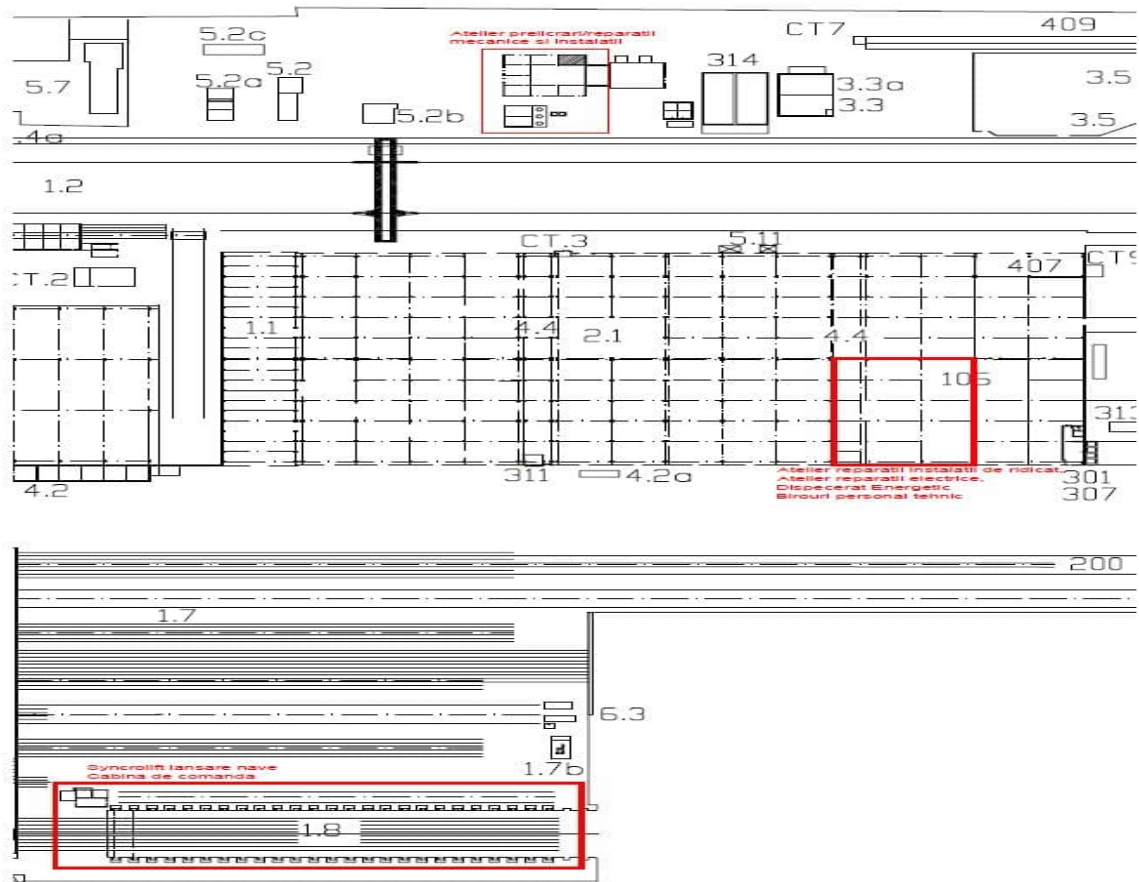 Atelier prelicrari/reparatii
mecanice si instalatii
CT7
409
5.2c
5.2a
5.2
5.7
314
3.3a
3.3
3.5
3.5
5.2b
.4a
1.2
CT.3
5.11
CT9
407
CT.2
1.1
4.4
2.1
4.4
105
313
4.2
311
4.2a
301
307
Atelier reparatii instalatii de ridicat,
Atelier reparatii electrice,
Dispecerat Energetic
Birouri personal tehnic
200
1.7
6.3
1.7b
Syncrolift lansare nave
Cabina de comanda
1.8